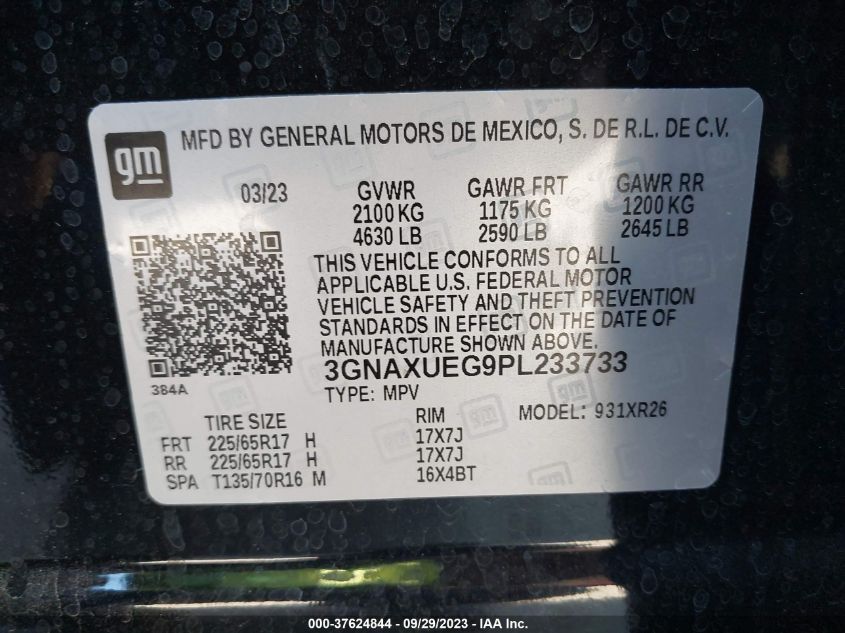 gm
MFD BY GENERAL MOTORS DE MEXICO, S. DE R.L. DE C.V.
03/23 GVWR GAWR FRT GAWR RR
2100 KG 1175 KG 1200 KG
4630 LB 2590 LB 2645 LB
THIS VEHICLE CONFORMS TO ALL
APPLICABLE U.S. FEDERAL MOTOR
VEHICLE SAFETY AND THEFT PREVENTION
STANDARDS IN EFFECT ON THE DATE OF
MANUFACTURE SHOWN ABOVE.
3GNAXUEG9PL233733
384A
TYPE: MPV MODEL: 931XR26
TIRE SIZE RIM
FRT 225/65R17 H 17X7J
RR 225/65R17 H 17X7J
SPA T135/70R16 M 16X4BT
000-37624844 - 09/29/2023 - © IAA, Inc.